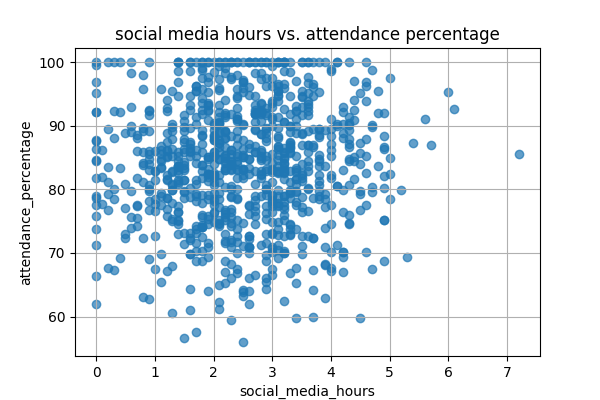 social media hours vs. attendance percentage
100
90
80
70
60
attendance_percentage
0 1 2 3 4 5 6 7
social_media_hours